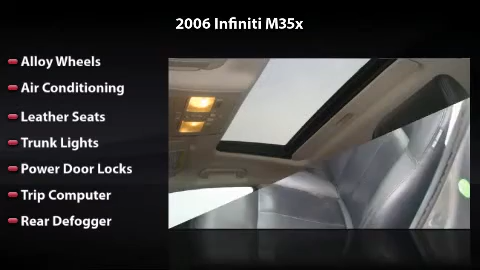 2006 Infiniti M35x
Alloy Wheels
Air Conditioning
Leather Seats
Trunk Lights
Power Door Locks
Trip Computer
Rear Defogger